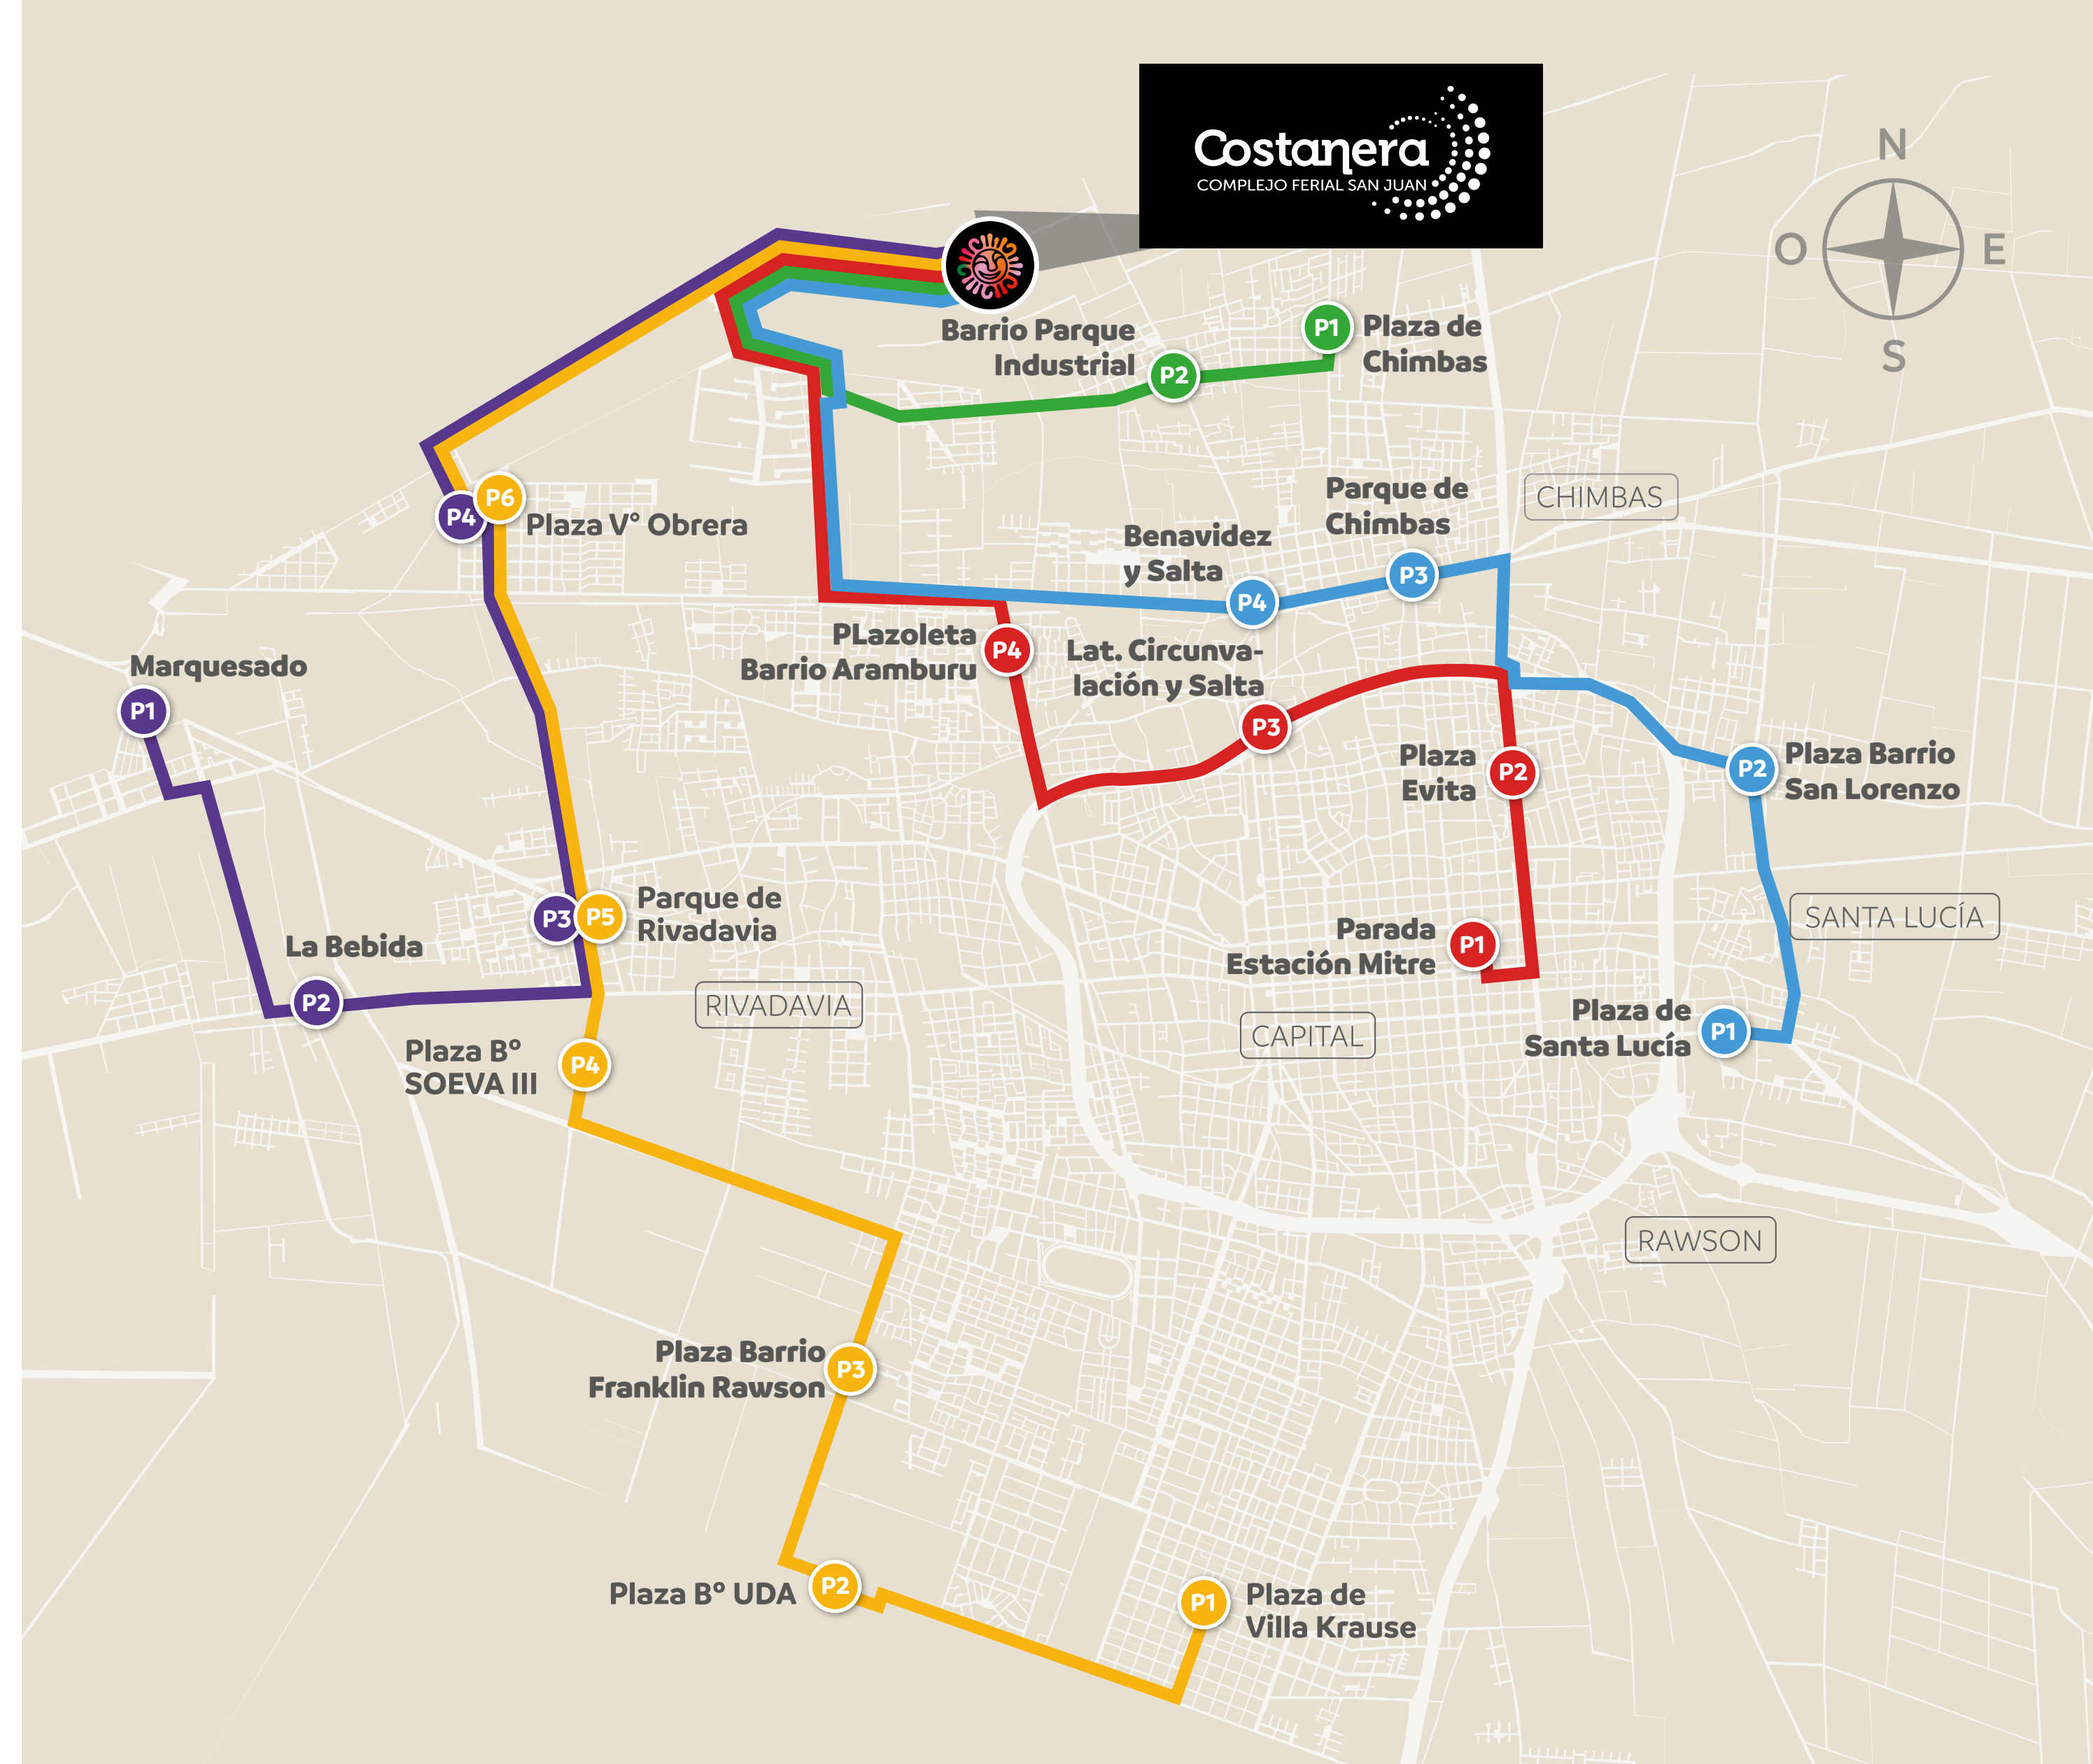 Costanera
COMPLEJO FERIAL SAN JUAN
N
O
E
S
Barrio Parque
Industrial
P2
P1
Plaza de
Chimbas
P4
P6
Plaza V° Obrera
CHIMBAS
Parque de
Chimbas
P3
Benavidez
y Salta
P4
PLazoleta
Barrio Aramburu
P4
Lat. Circunva-
lación y Salta
P3
Marquesado
P1
Plaza
Evita
P2
P2
Plaza Barrio
San Lorenzo
P3
P5
Parque de
Rivadavia
La Bebida
P2
RIVADAVIA
Parada
Estación Mitre
P1
SANTA LUCÍA
CAPITAL
Plaza de
Santa Lucía
P1
Plaza Bº
SOEVA III
P4
RAWSON
Plaza Barrio
Franklin Rawson
P3
Plaza Bº UDA
P2
P1
Plaza de
Villa Krause